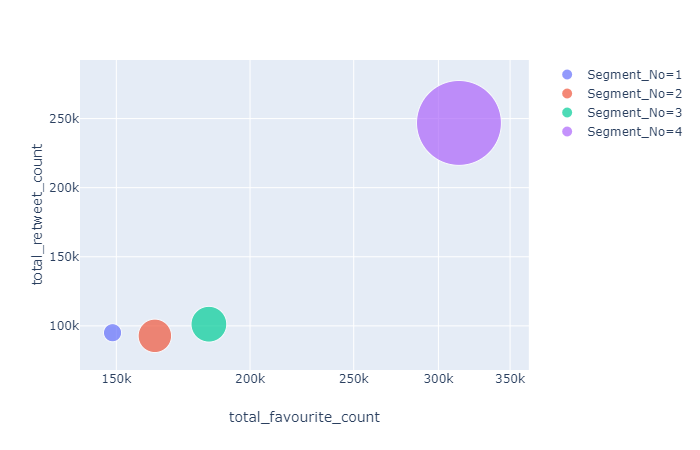 Segment_No=1
Segment_No=2
Segment_No=3
Segment_No=4
total_retweet_count
250k
200k
150k
100k
150k 200k 250k 300k 350k
total_favourite_count